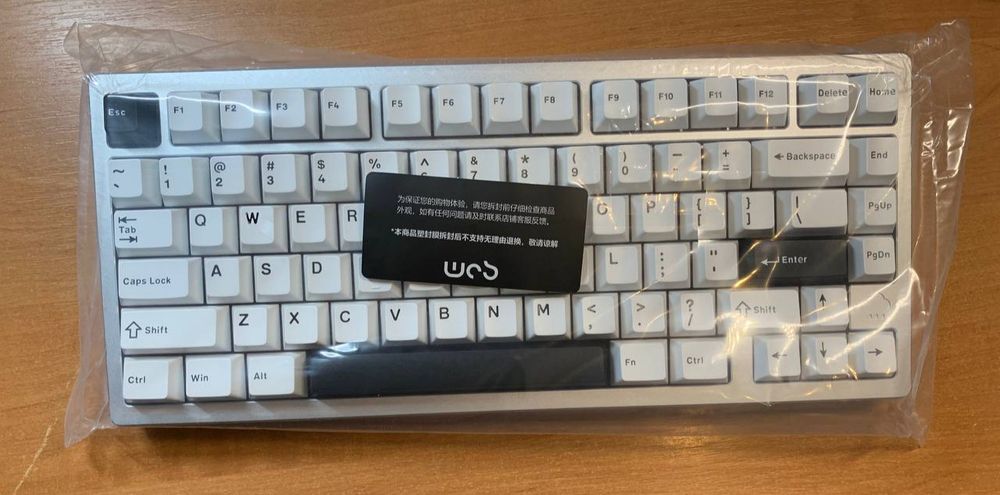 Esc F1 F2 F3 F4 F5 F6 F7 F8 F9 F10 F11 F12 Delete Home
~ ` ! 1 @ 2 # 3 $ 4 % ^ & 7 * 8 ( 9 ) 0 _ - + = ← Backspace End
Tab Q W E R P { [ } ] | \ PgUp
为保证您的购物体验，请您拆封前仔细检查商品
外观，如有任何问题请及时联系店铺客服反馈。
*本商品塑封膜拆封后不支持无理由退换，敬请谅解
WOB
Caps Lock A S D L : ; " ' Enter PgDn
Shift Z X C V B N M < , > . ? / Shift ↑
Ctrl Win Alt Fn Ctrl ← ↓ →